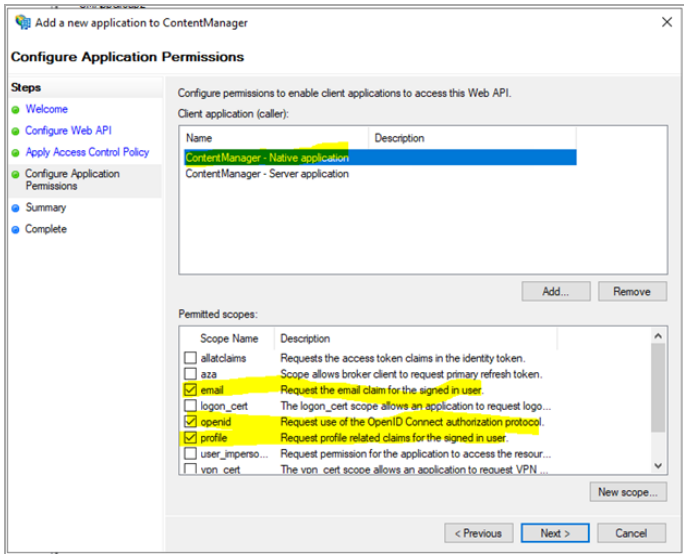 Add a new application to ContentManager
Configure Application Permissions
Steps
Welcome
Configure Web API
Apply Access Control Policy
Configure Application
Permissions
Summary
Complete
Configure permissions to enable client applications to access this Web API.
Client application (caller):
Name Description
ContentManager - Native application
ContentManager - Server application
Add... Remove
Permitted scopes:
Scope Name Description
allatclaims Requests the access token claims in the identity token.
aza Scope allows broker client to request primary refresh token.
email Request the email claim for the signed in user.
logon_cert The logon_cert scope allows an application to request logo...
openid Request use of the OpenID Connect authorization protocol.
profile Request profile related claims for the signed in user.
user_imperso... Request permission for the application to access the resour...
vpn_cert The vpn_cert scope allows an application to request VPN ...
New scope...
< Previous Next > Cancel